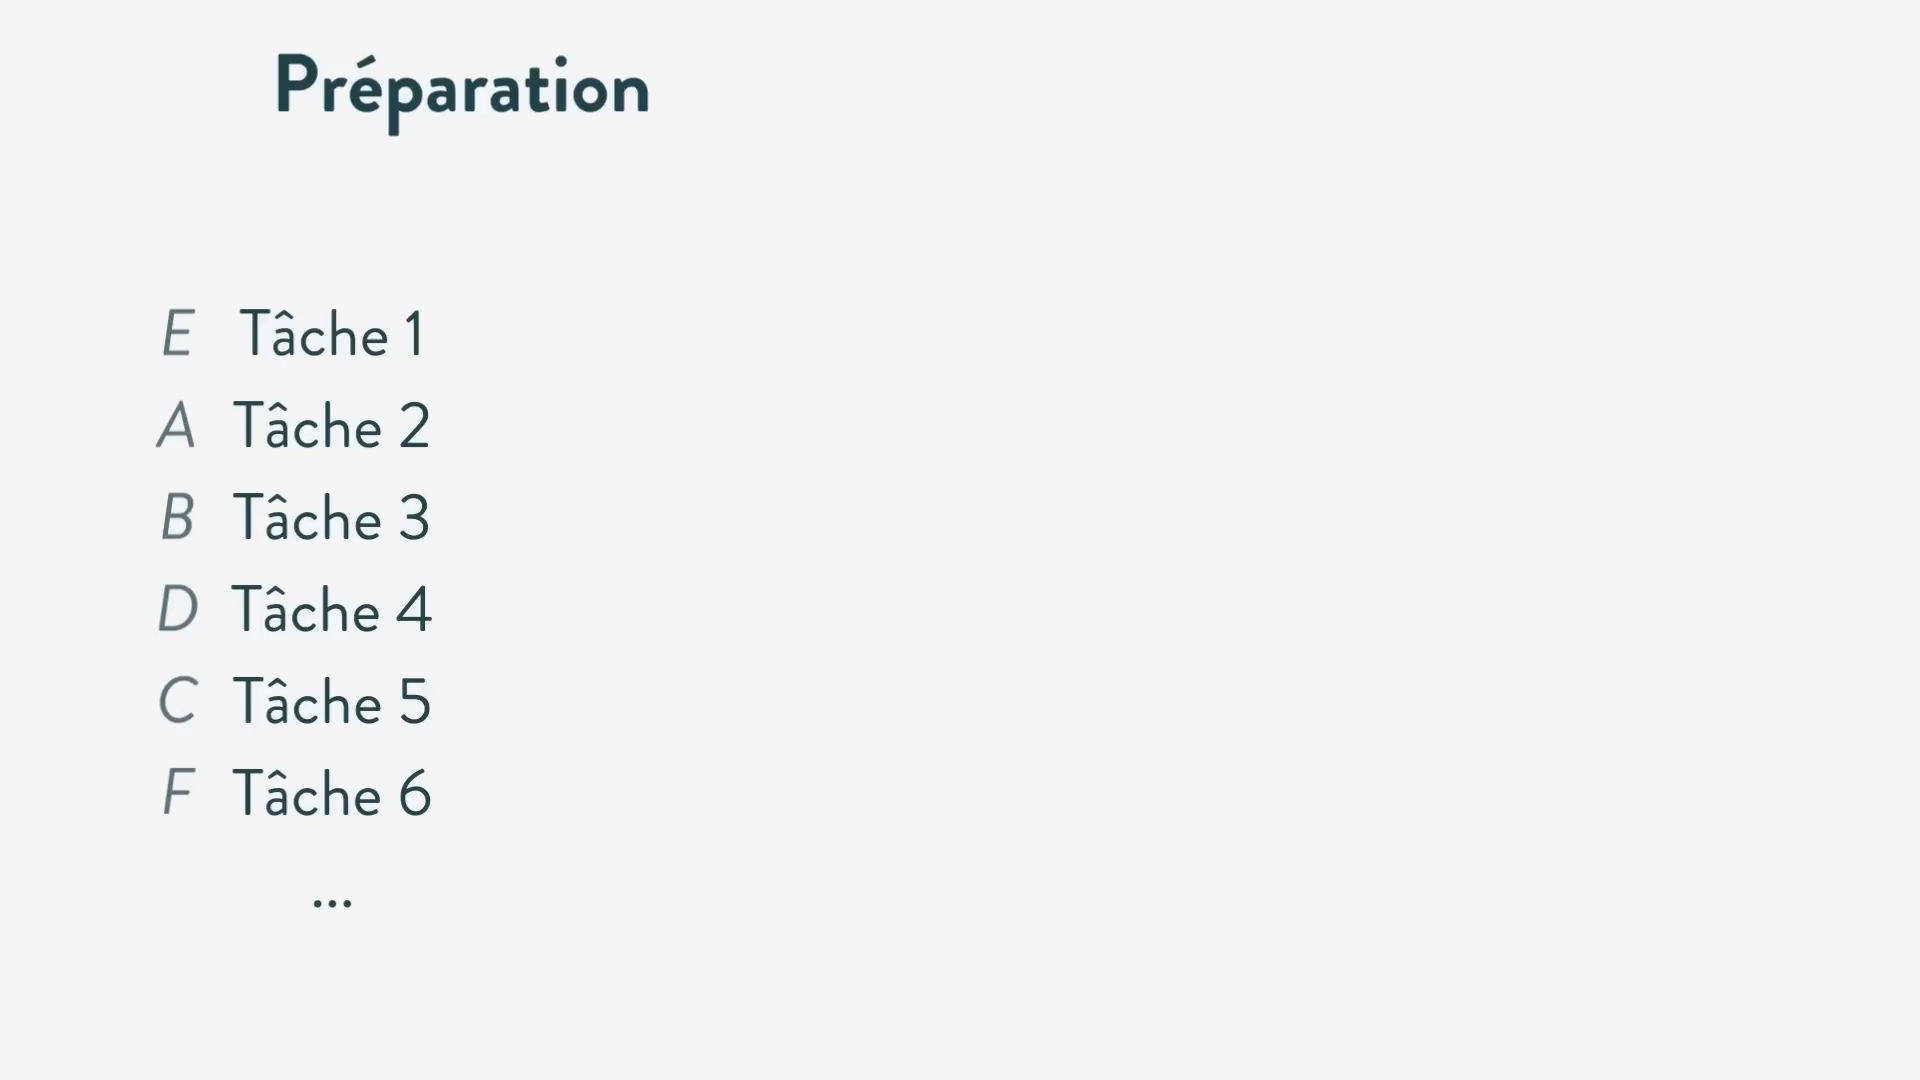 Préparation
E Tâche 1
A Tâche 2
B Tâche 3
D Tâche 4
C Tâche 5
F Tâche 6
...